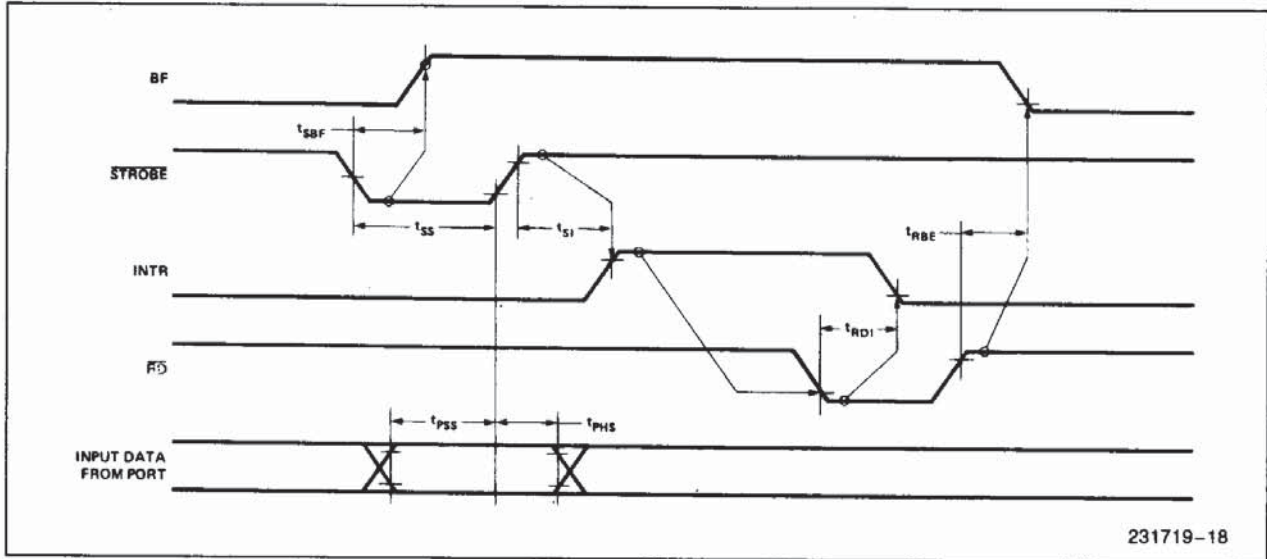 BF
t_SBF
STROBE
t_SS
t_SI
t_RBE
INTR
t_RDI
RD
t_PSS
t_PHS
INPUT DATA
FROM PORT
231719-18